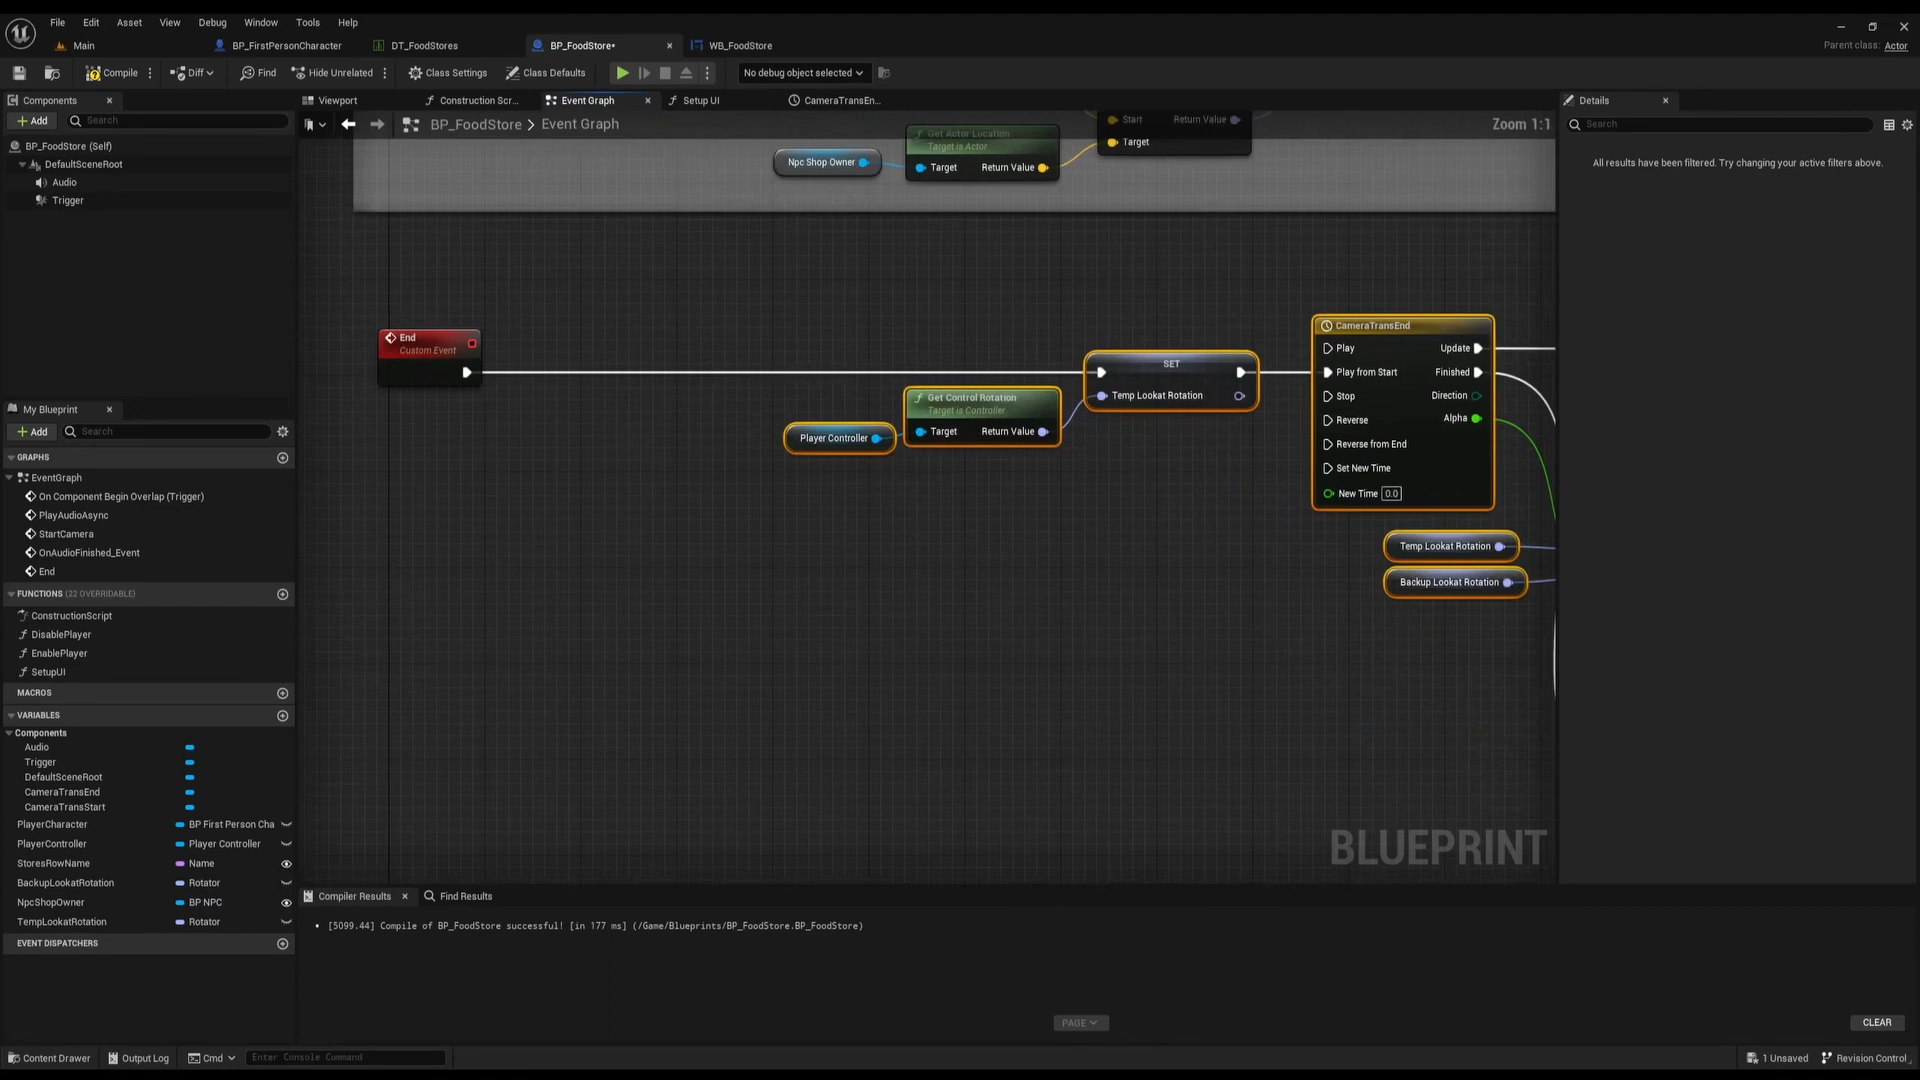 File Edit Asset View Debug Window Tools Help
Main BP_FirstPersonCharacter DT_FoodStores BP_FoodStore• WB_FoodStore
Parent class: Actor
Compile Diff Find Hide Unrelated Class Settings Class Defaults No debug object selected
Components
Add Search
BP_FoodStore (Self)
DefaultSceneRoot
Audio
Trigger
My Blueprint
Add Search
GRAPHS
EventGraph
On Component Begin Overlap (Trigger)
PlayAudioAsync
StartCamera
OnAudioFinished_Event
End
FUNCTIONS (22 OVERRIDABLE)
ConstructionScript
DisablePlayer
EnablePlayer
SetupUI
MACROS
VARIABLES
Components
Audio
Trigger
DefaultSceneRoot
CameraTransEnd
CameraTransStart
PlayerCharacter BP First Person Cha
PlayerController Player Controller
StoresRowName Name
BackupLookatRotation Rotator
NpcShopOwner BP NPC
TempLookatRotation Rotator
EVENT DISPATCHERS
Viewport Construction Scr... Event Graph Setup UI CameraTransEn...
BP_FoodStore > Event Graph Zoom 1:1
Start Return Value
Target
Get Actor Location
Target is Actor
Npc Shop Owner
Target Return Value
End
Custom Event
SET
Temp Lookat Rotation
Get Control Rotation
Target is Controller
Target Return Value
Player Controller
CameraTransEnd
Play Update
Play from Start Finished
Stop Direction
Reverse Alpha
Reverse from End
Set New Time
New Time 0.0
Temp Lookat Rotation
Backup Lookat Rotation
BLUEPRINT
Details
Search
All results have been filtered. Try changing your active filters above.
Compiler Results Find Results
• [5099.44] Compile of BP_FoodStore successful! [in 177 ms] (/Game/Blueprints/BP_FoodStore.BP_FoodStore)
PAGE CLEAR
Content Drawer Output Log Cmd Enter Console Command 1 Unsaved Revision Control